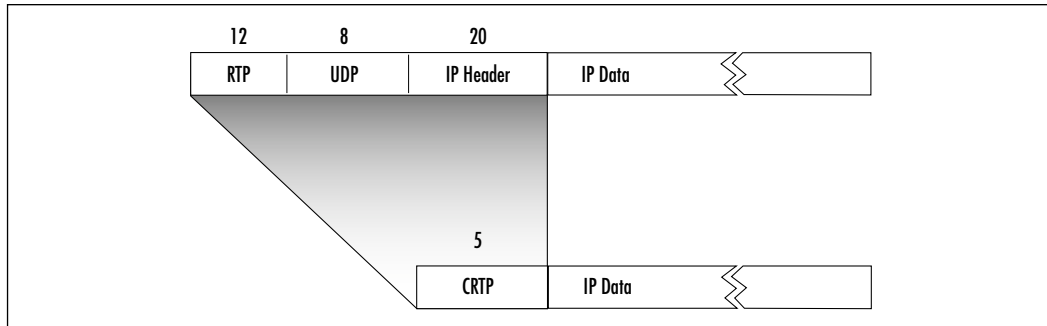 12 8 20
RTP UDP IP Header IP Data
5
CRTP IP Data